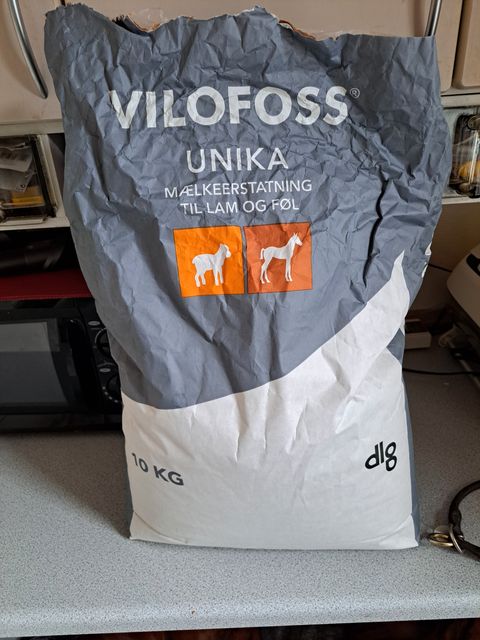 VILOFOSS®
UNIKA
MÆLKEERSTATNING
TIL LAM OG FØL
10 KG
dlg